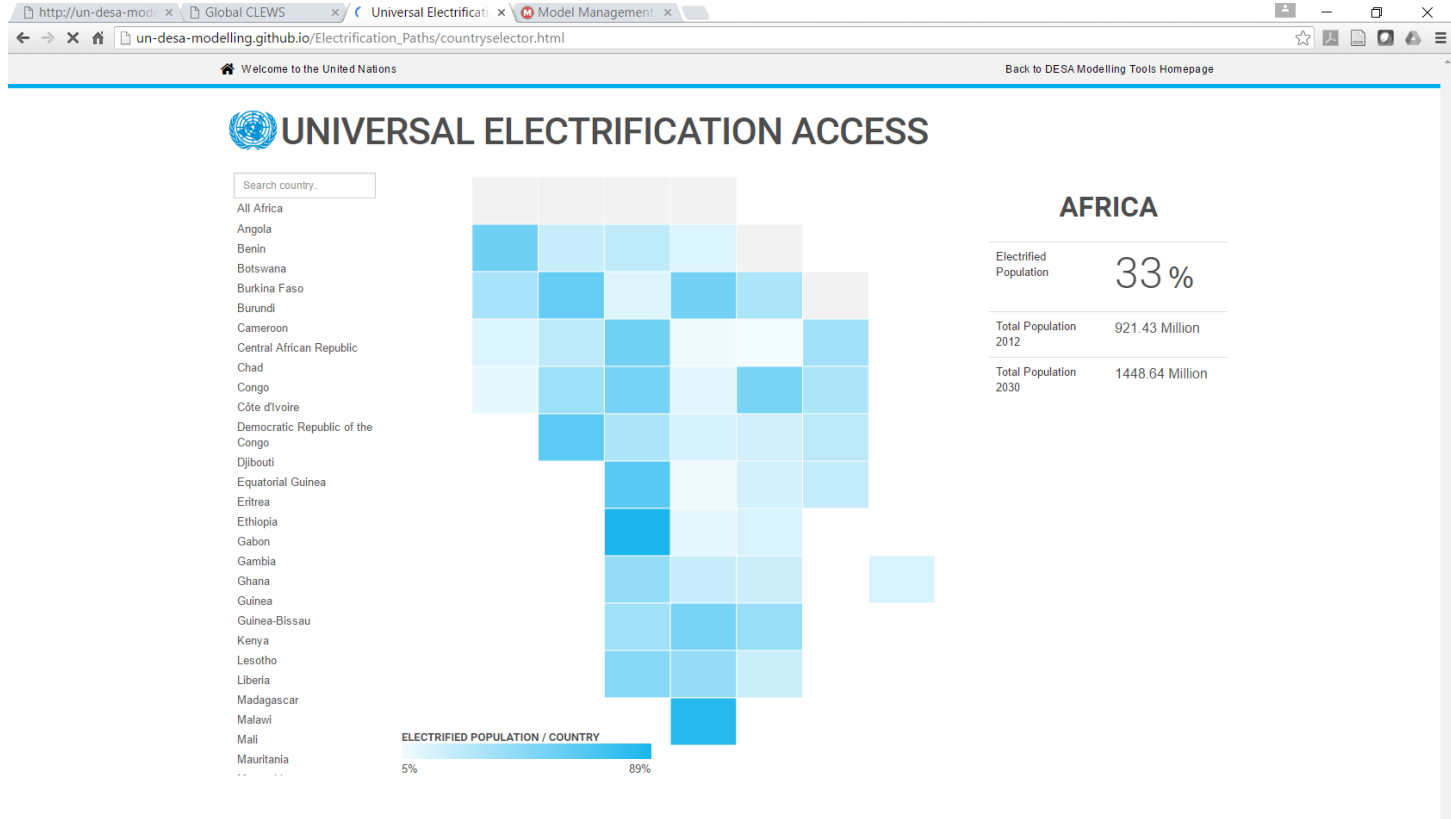 http://un-desa-mode
Global CLEWS
Universal Electrificati
Model Management
un-desa-modelling.github.io/Electrification_Paths/countryselector.html
Welcome to the United Nations
Back to DESA Modelling Tools Homepage
UNIVERSAL ELECTRIFICATION ACCESS
Search country..
All Africa
Angola
Benin
Botswana
Burkina Faso
Burundi
Cameroon
Central African Republic
Chad
Congo
Côte d'Ivoire
Democratic Republic of the
Congo
Djibouti
Equatorial Guinea
Eritrea
Ethiopia
Gabon
Gambia
Ghana
Guinea
Guinea-Bissau
Kenya
Lesotho
Liberia
Madagascar
Malawi
Mali
Mauritania
ELECTRIFIED POPULATION / COUNTRY
5% 89%
AFRICA
Electrified
Population
33 %
Total Population
2012
921.43 Million
Total Population
2030
1448.64 Million